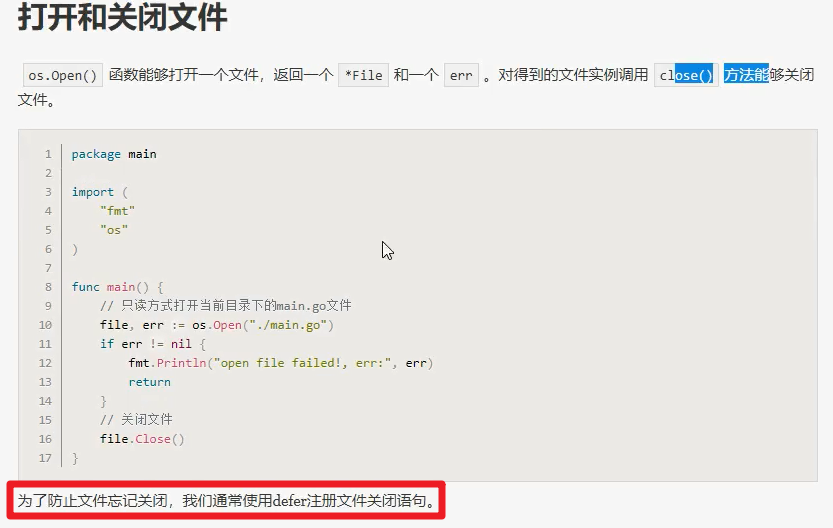 打开和关闭文件
os.Open() 函数能够打开一个文件，返回一个 *File 和一个 err 。对得到的文件实例调用 close() 方法能够关闭
文件。
1 package main
2
3 import (
4     "fmt"
5     "os"
6 )
7
8 func main() {
9     // 只读方式打开当前目录下的main.go文件
10     file, err := os.Open("./main.go")
11     if err != nil {
12         fmt.Println("open file failed!, err:", err)
13         return
14     }
15     // 关闭文件
16     file.Close()
17 }
为了防止文件忘记关闭，我们通常使用defer注册文件关闭语句。